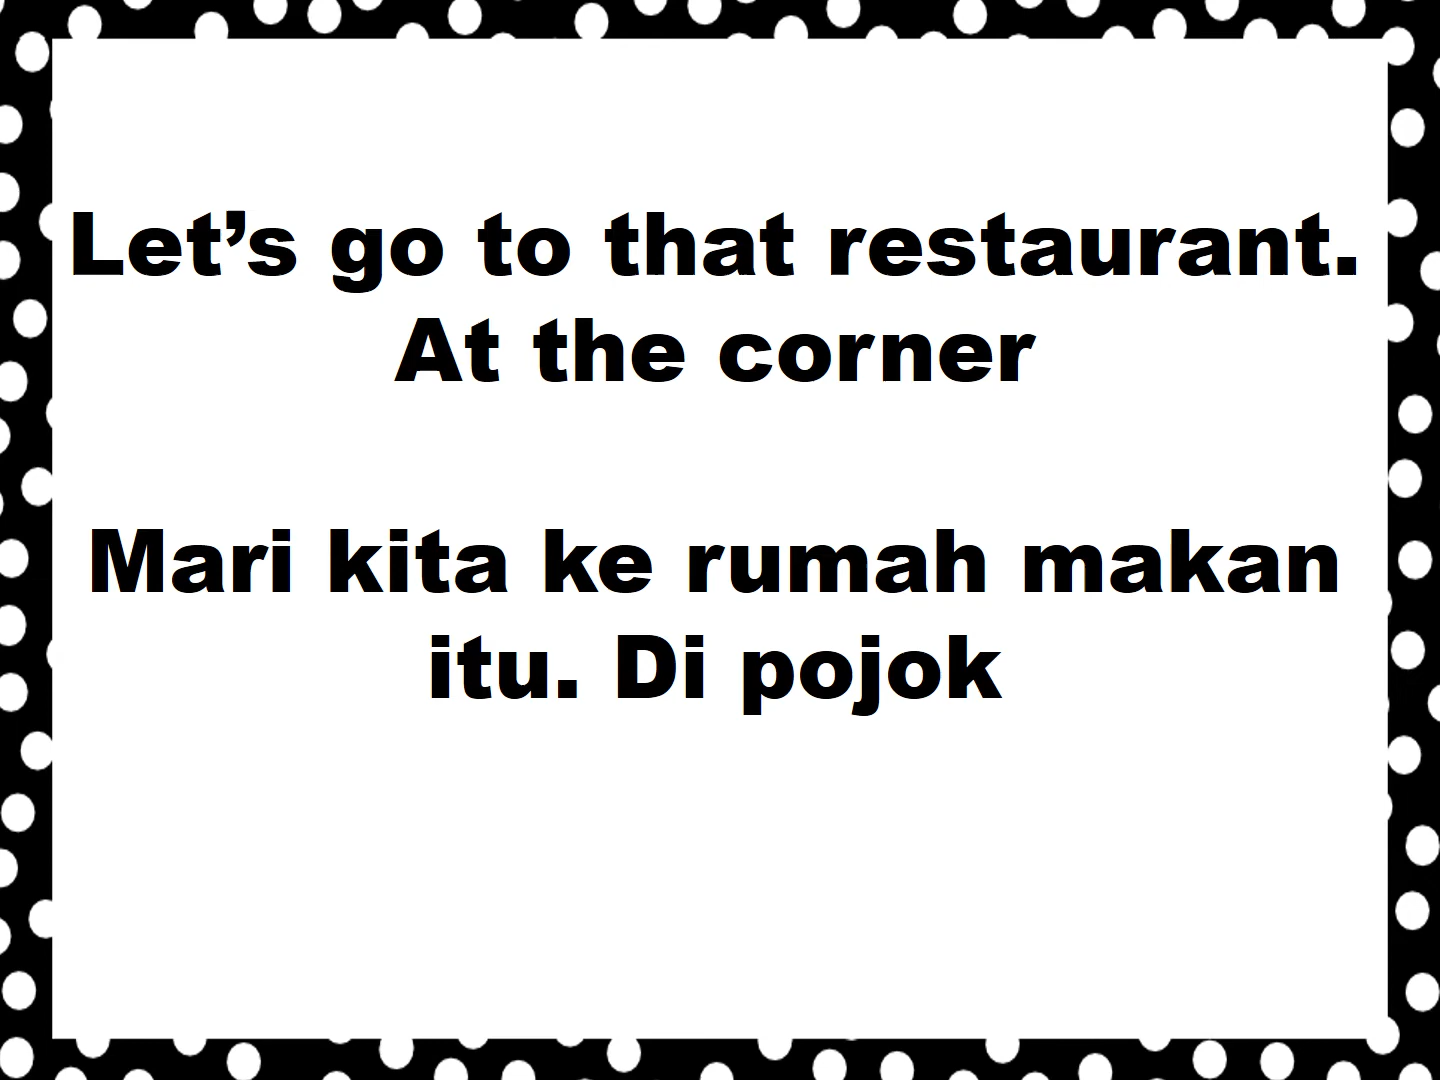 Let’s go to that restaurant.
At the corner
Mari kita ke rumah makan
itu. Di pojok